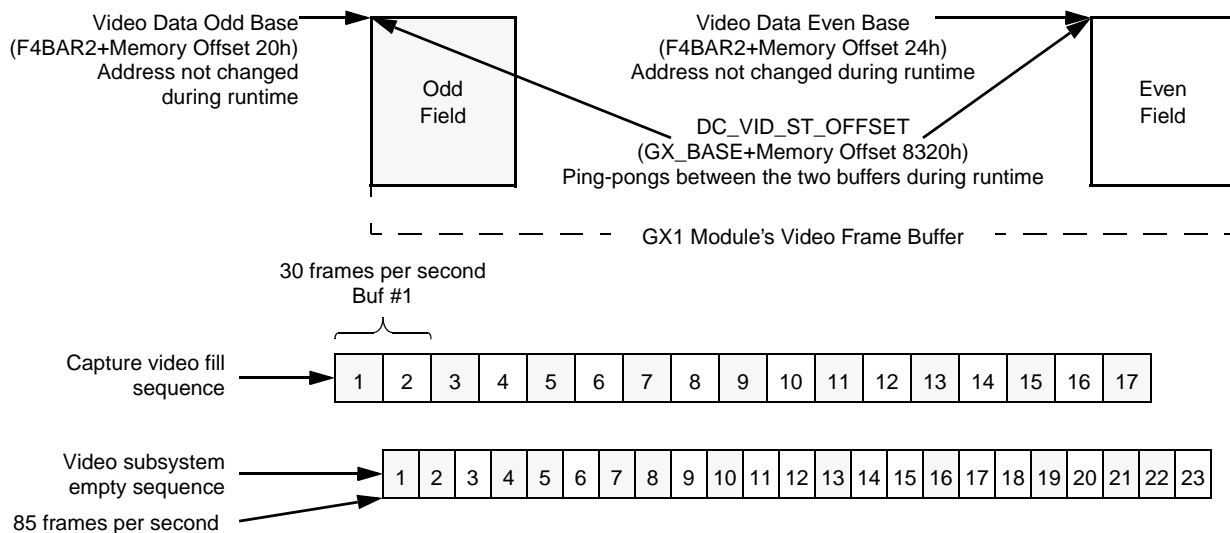 Video Data Odd Base
(F4BAR2+Memory Offset 20h)
Address not changed
during runtime
Odd
Field
Video Data Even Base
(F4BAR2+Memory Offset 24h)
Address not changed during runtime
Even
Field
DC_VID_ST_OFFSET
(GX_BASE+Memory Offset 8320h)
Ping-pongs between the two buffers during runtime
GX1 Module's Video Frame Buffer
30 frames per second
Buf #1
Capture video fill
sequence
1 2 3 4 5 6 7 8 9 10 11 12 13 14 15 16 17
Video subsystem
empty sequence
1 2 3 4 5 6 7 8 9 10 11 12 13 14 15 16 17 18 19 20 21 22 23
85 frames per second